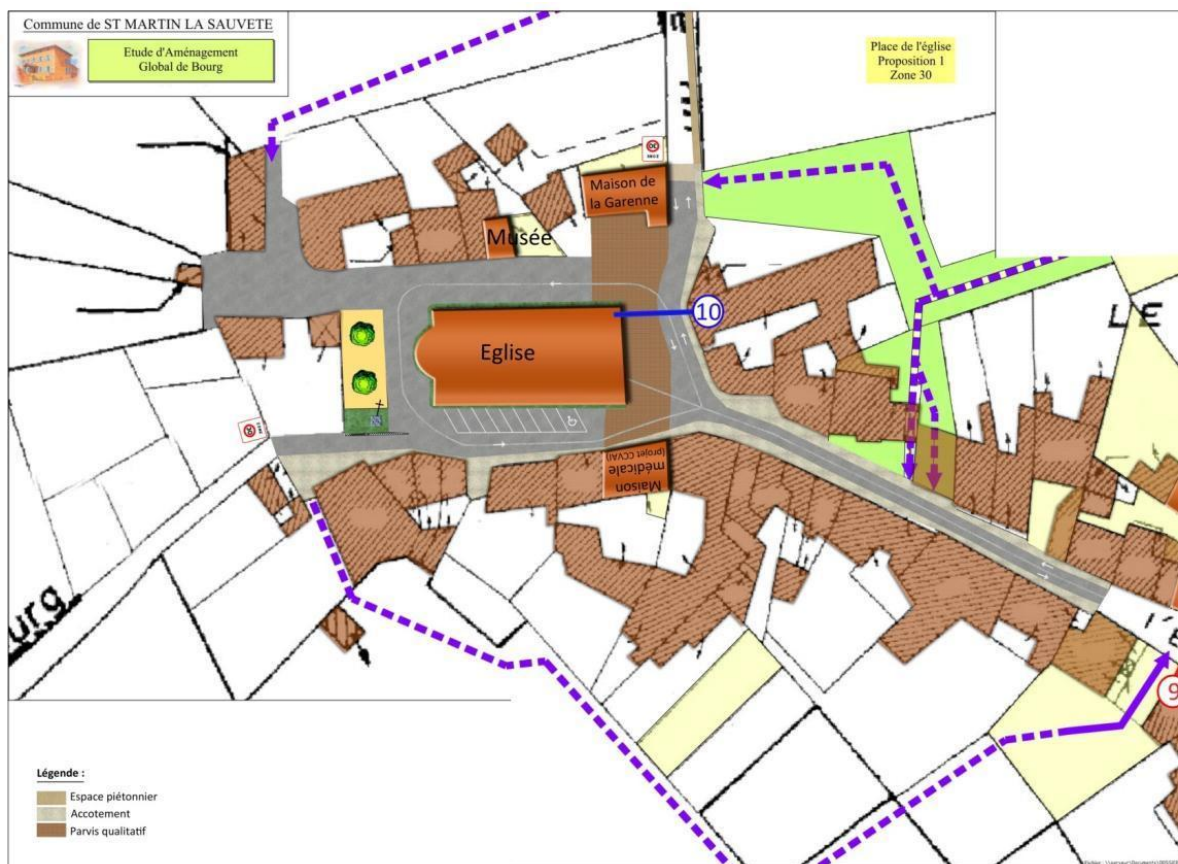 Commune de ST MARTIN LA SAUVETE
Etude d'Aménagement
Global de Bourg
Place de l'église
Proposition 1
Zone 30
Maison de
la Garenne
Musée
10
Eglise
LE
Maison
médicale
(projet CCVAI)
urg
l'E
9
Légende :
Espace piétonnier
Accotement
Parvis qualitatif